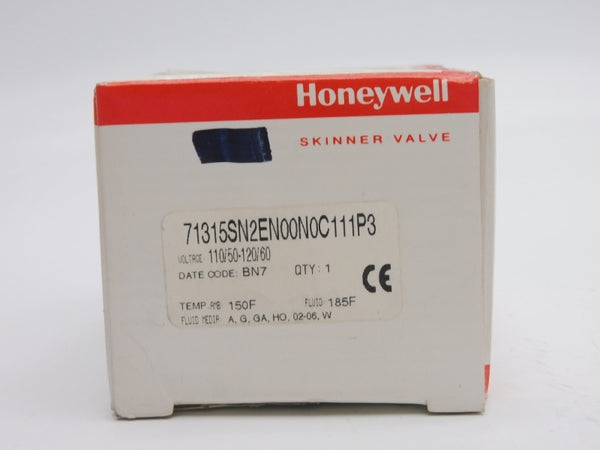 Honeywell
SKINNER VALVE
71315SN2EN00N0C111P3
VOLTAGE: 110/50-120/60
DATE CODE: BN7 QTY: 1
CE
TEMP. AMB: 150F FLUID: 185F
FLUID MEDIA: A, G, GA, HO, 02-06, W